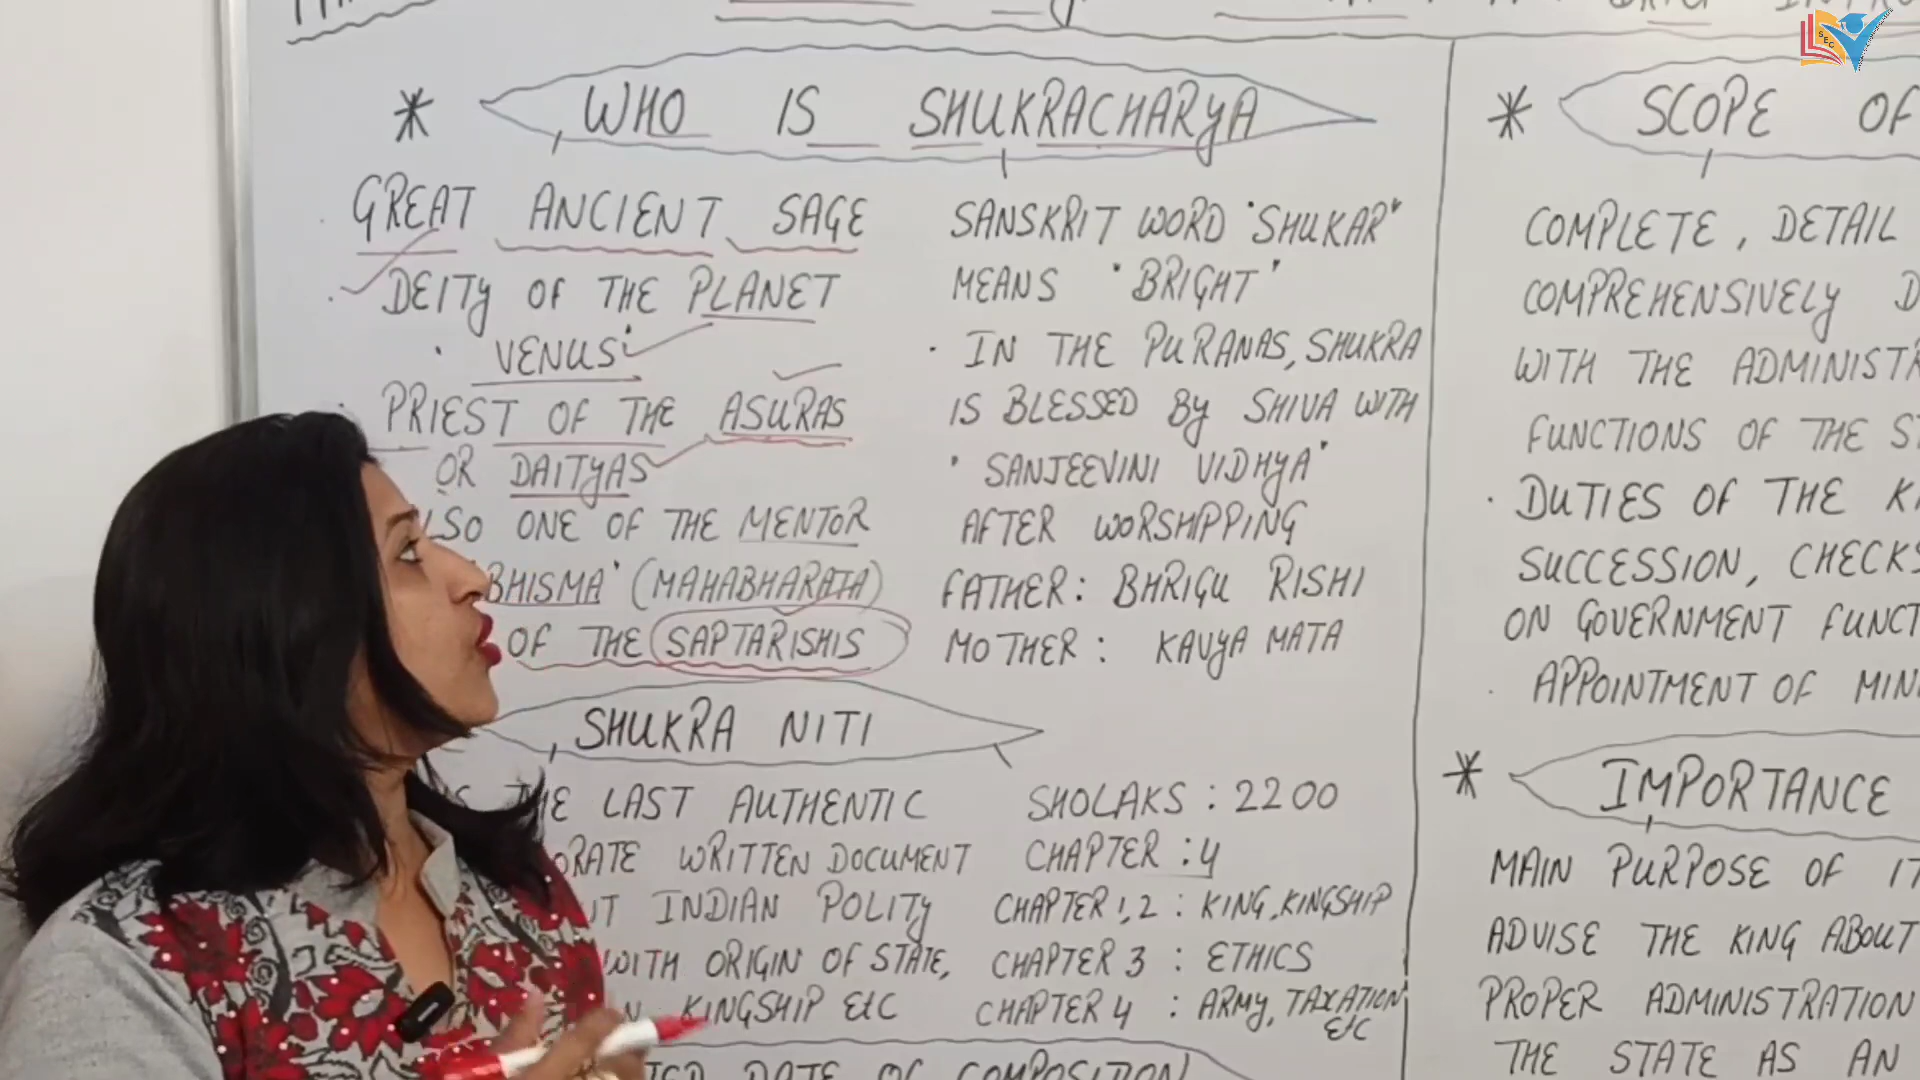 * WHO IS SHUKRACHARYA
GREAT ANCIENT SAGE
DEITY OF THE PLANET
VENUS
PRIEST OF THE ASURAS
OR DAITYAS
ONE OF THE MENTOR
BHISMA' (MAHABHARATA)
OF THE SAPTARISHIS
SANSKRIT WORD "SHUKAR"
MEANS "BRIGHT"
· IN THE PURANAS, SHUKRA
IS BLESSED BY SHIVA WITH
"SANJEEVINI VIDHYA"
AFTER WORSHIPPING
FATHER: BHRIGU RISHI
MOTHER: KAVYA MATA
SHUKRA NITI
THE LAST AUTHENTIC
WRITTEN DOCUMENT
INDIAN POLITY
WITH ORIGIN OF STATE,
KINGSHIP EtC
SHOLAKS : 2200
CHAPTER : 4
CHAPTER 1,2 : KING, KINGSHIP
CHAPTER 3 : ETHICS
CHAPTER 4 : ARMY, TAXATION
EtC
DATE OF COMPOSITION
* SCOPE OF
COMPLETE, DETAIL
COMPREHENSIVELY
WITH THE
FUNCTIONS OF THE
· DUTIES OF THE
SUCCESSION,
ON GOVERNMENT
APPOINTMENT OF
* IMPORTANCE
MAIN PURPOSE OF
ADVISE THE KING ABOUT
PROPER ADMINISTRATION
THE STATE AS AN
SEC